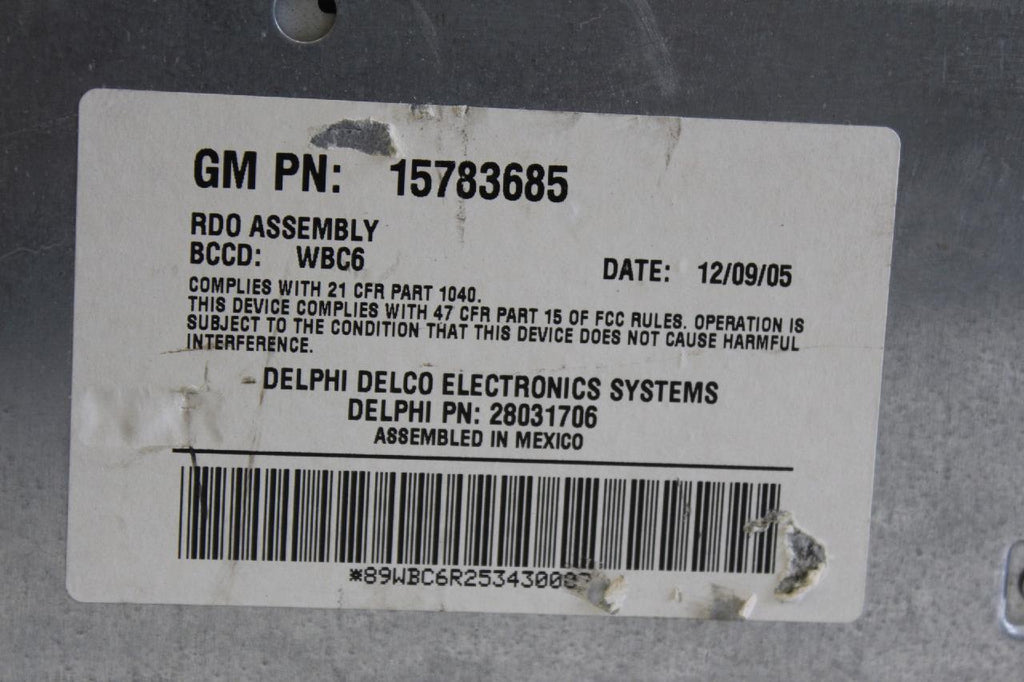 GM PN: 15783685
RDO ASSEMBLY
BCCD: WBC6
DATE: 12/09/05
COMPLIES WITH 21 CFR PART 1040.
THIS DEVICE COMPLIES WITH 47 CFR PART 15 OF FCC RULES. OPERATION IS
SUBJECT TO THE CONDITION THAT THIS DEVICE DOES NOT CAUSE HARMFUL
INTERFERENCE.
DELPHI DELCO ELECTRONICS SYSTEMS
DELPHI PN: 28031706
ASSEMBLED IN MEXICO